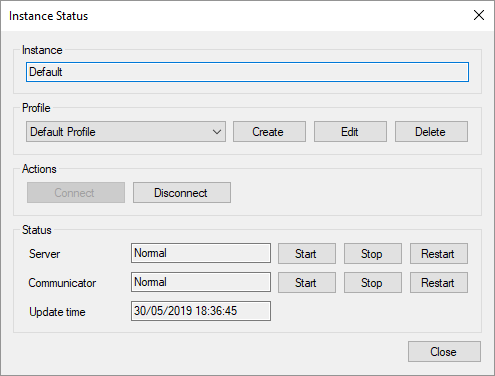 Instance Status
Instance
Default
Profile
Default Profile Create Edit Delete
Actions
Connect Disconnect
Status
Server Normal Start Stop Restart
Communicator Normal Start Stop Restart
Update time 30/05/2019 18:36:45
Close